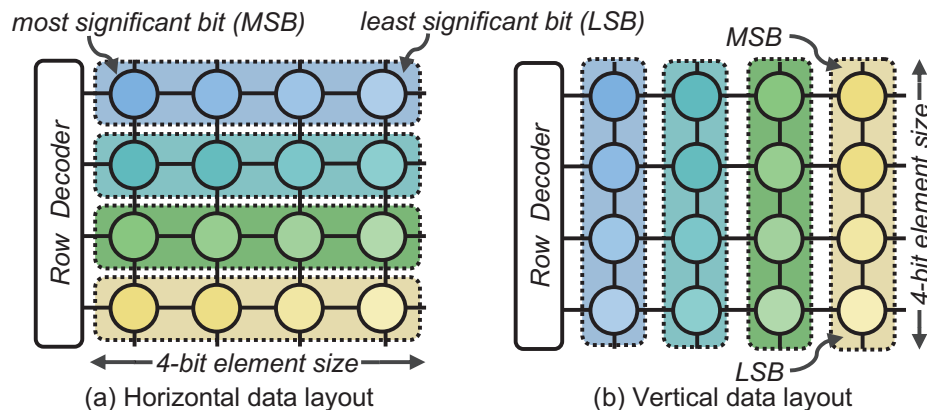 most significant bit (MSB)
least significant bit (LSB)
Row Decoder
4-bit element size
(a) Horizontal data layout
MSB
Row Decoder
4-bit element size
LSB
(b) Vertical data layout